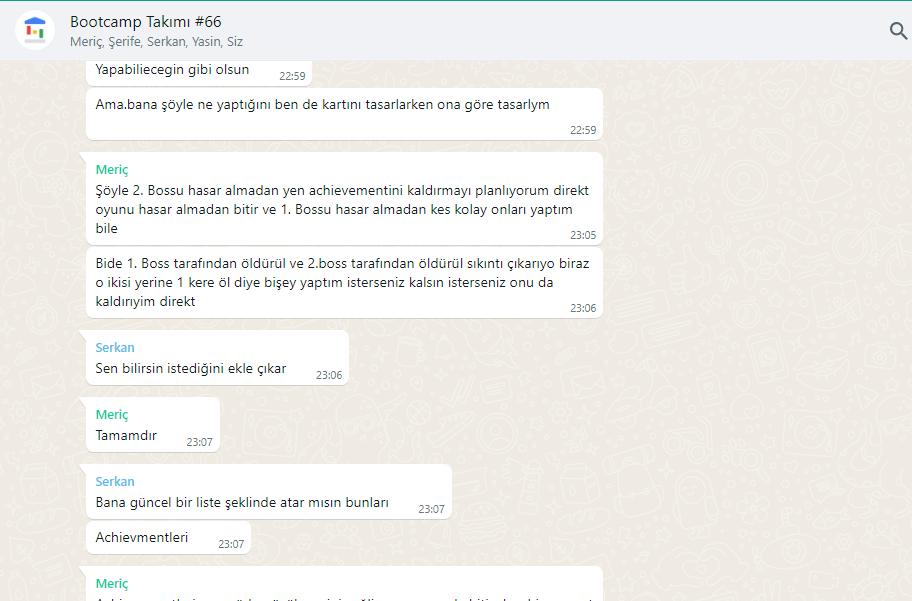 Bootcamp Takımı #66
Meriç, Şerife, Serkan, Yasin, Siz
Yapabiliecegin gibi olsun
22:59
Ama.bana şöyle ne yaptığını ben de kartını tasarlarken ona göre tasarlym
22:59
Meriç
Şöyle 2. Bossu hasar almadan yen achievementini kaldırmayı planlıyorum direkt
oyunu hasar almadan bitir ve 1. Bossu hasar almadan kes kolay onları yaptım
bile
23:05
Bide 1. Boss tarafından öldürül ve 2.boss tarafından öldürül sıkıntı çıkarıyo biraz
o ikisi yerine 1 kere öl diye bişey yaptım isterseniz kalsın isterseniz onu da
kaldırıyim direkt
23:06
Serkan
Sen bilirsin istediğini ekle çıkar
23:06
Meriç
Tamamdır
23:07
Serkan
Bana güncel bir liste şeklinde atar mısın bunları
23:07
Achievmentleri
23:07
Meriç